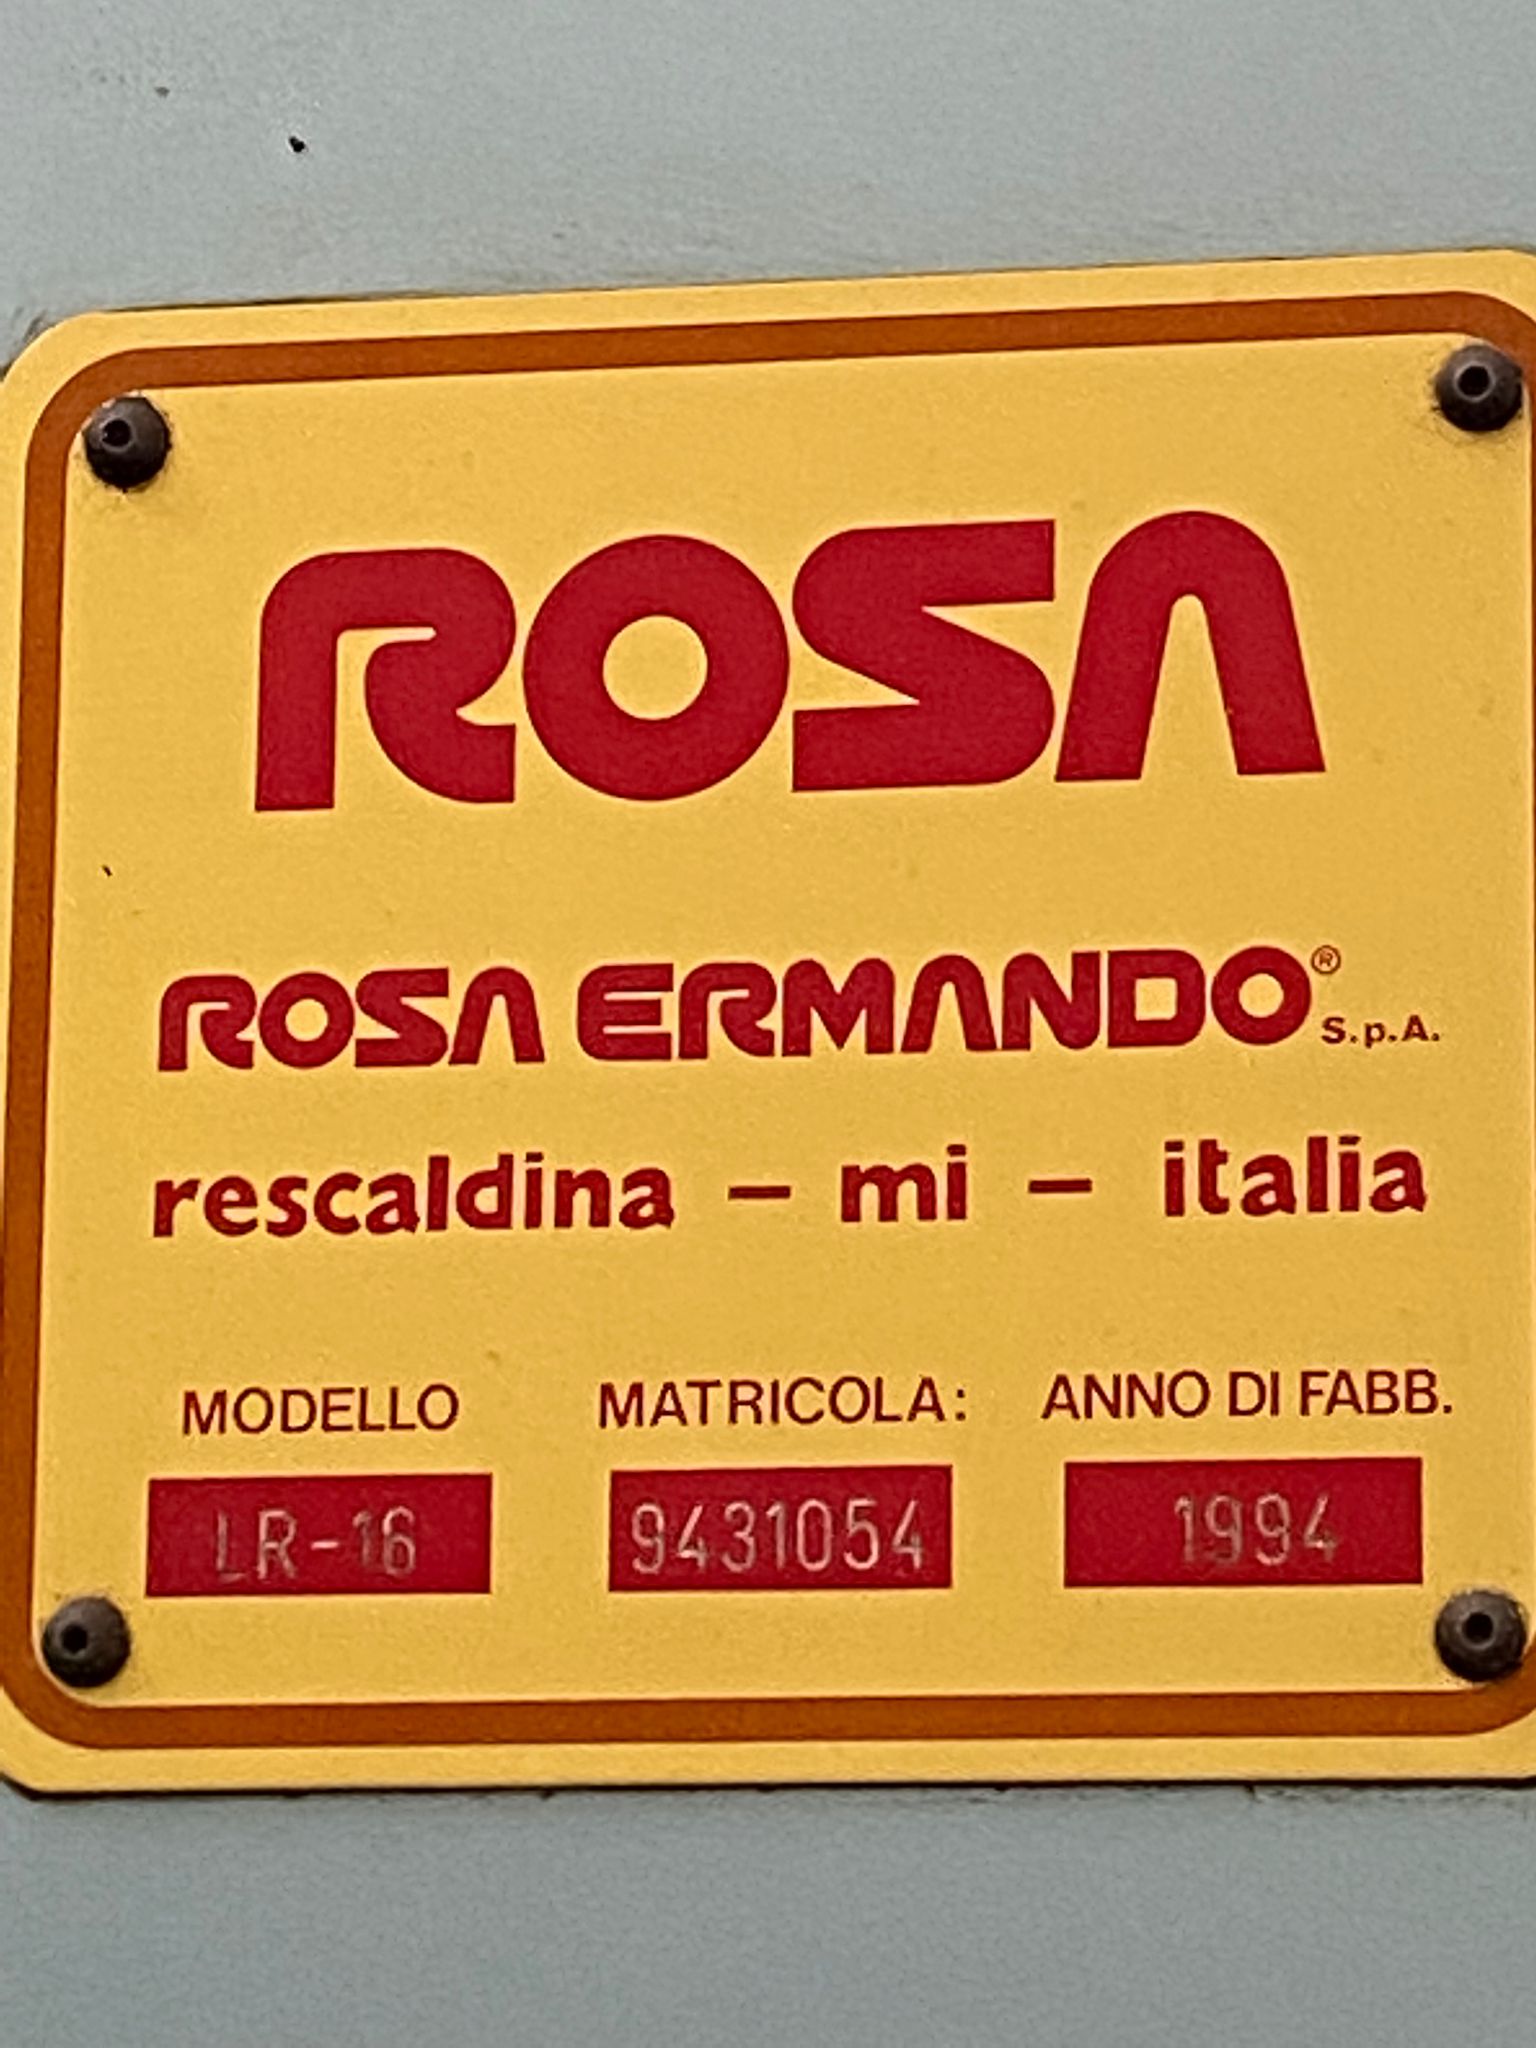 ROSA
ROSA ERMANDO® S.p.A.
rescaldina – mi – italia
MODELLO MATRICOLA: ANNO DI FABB.
LR-16 9431054 1994